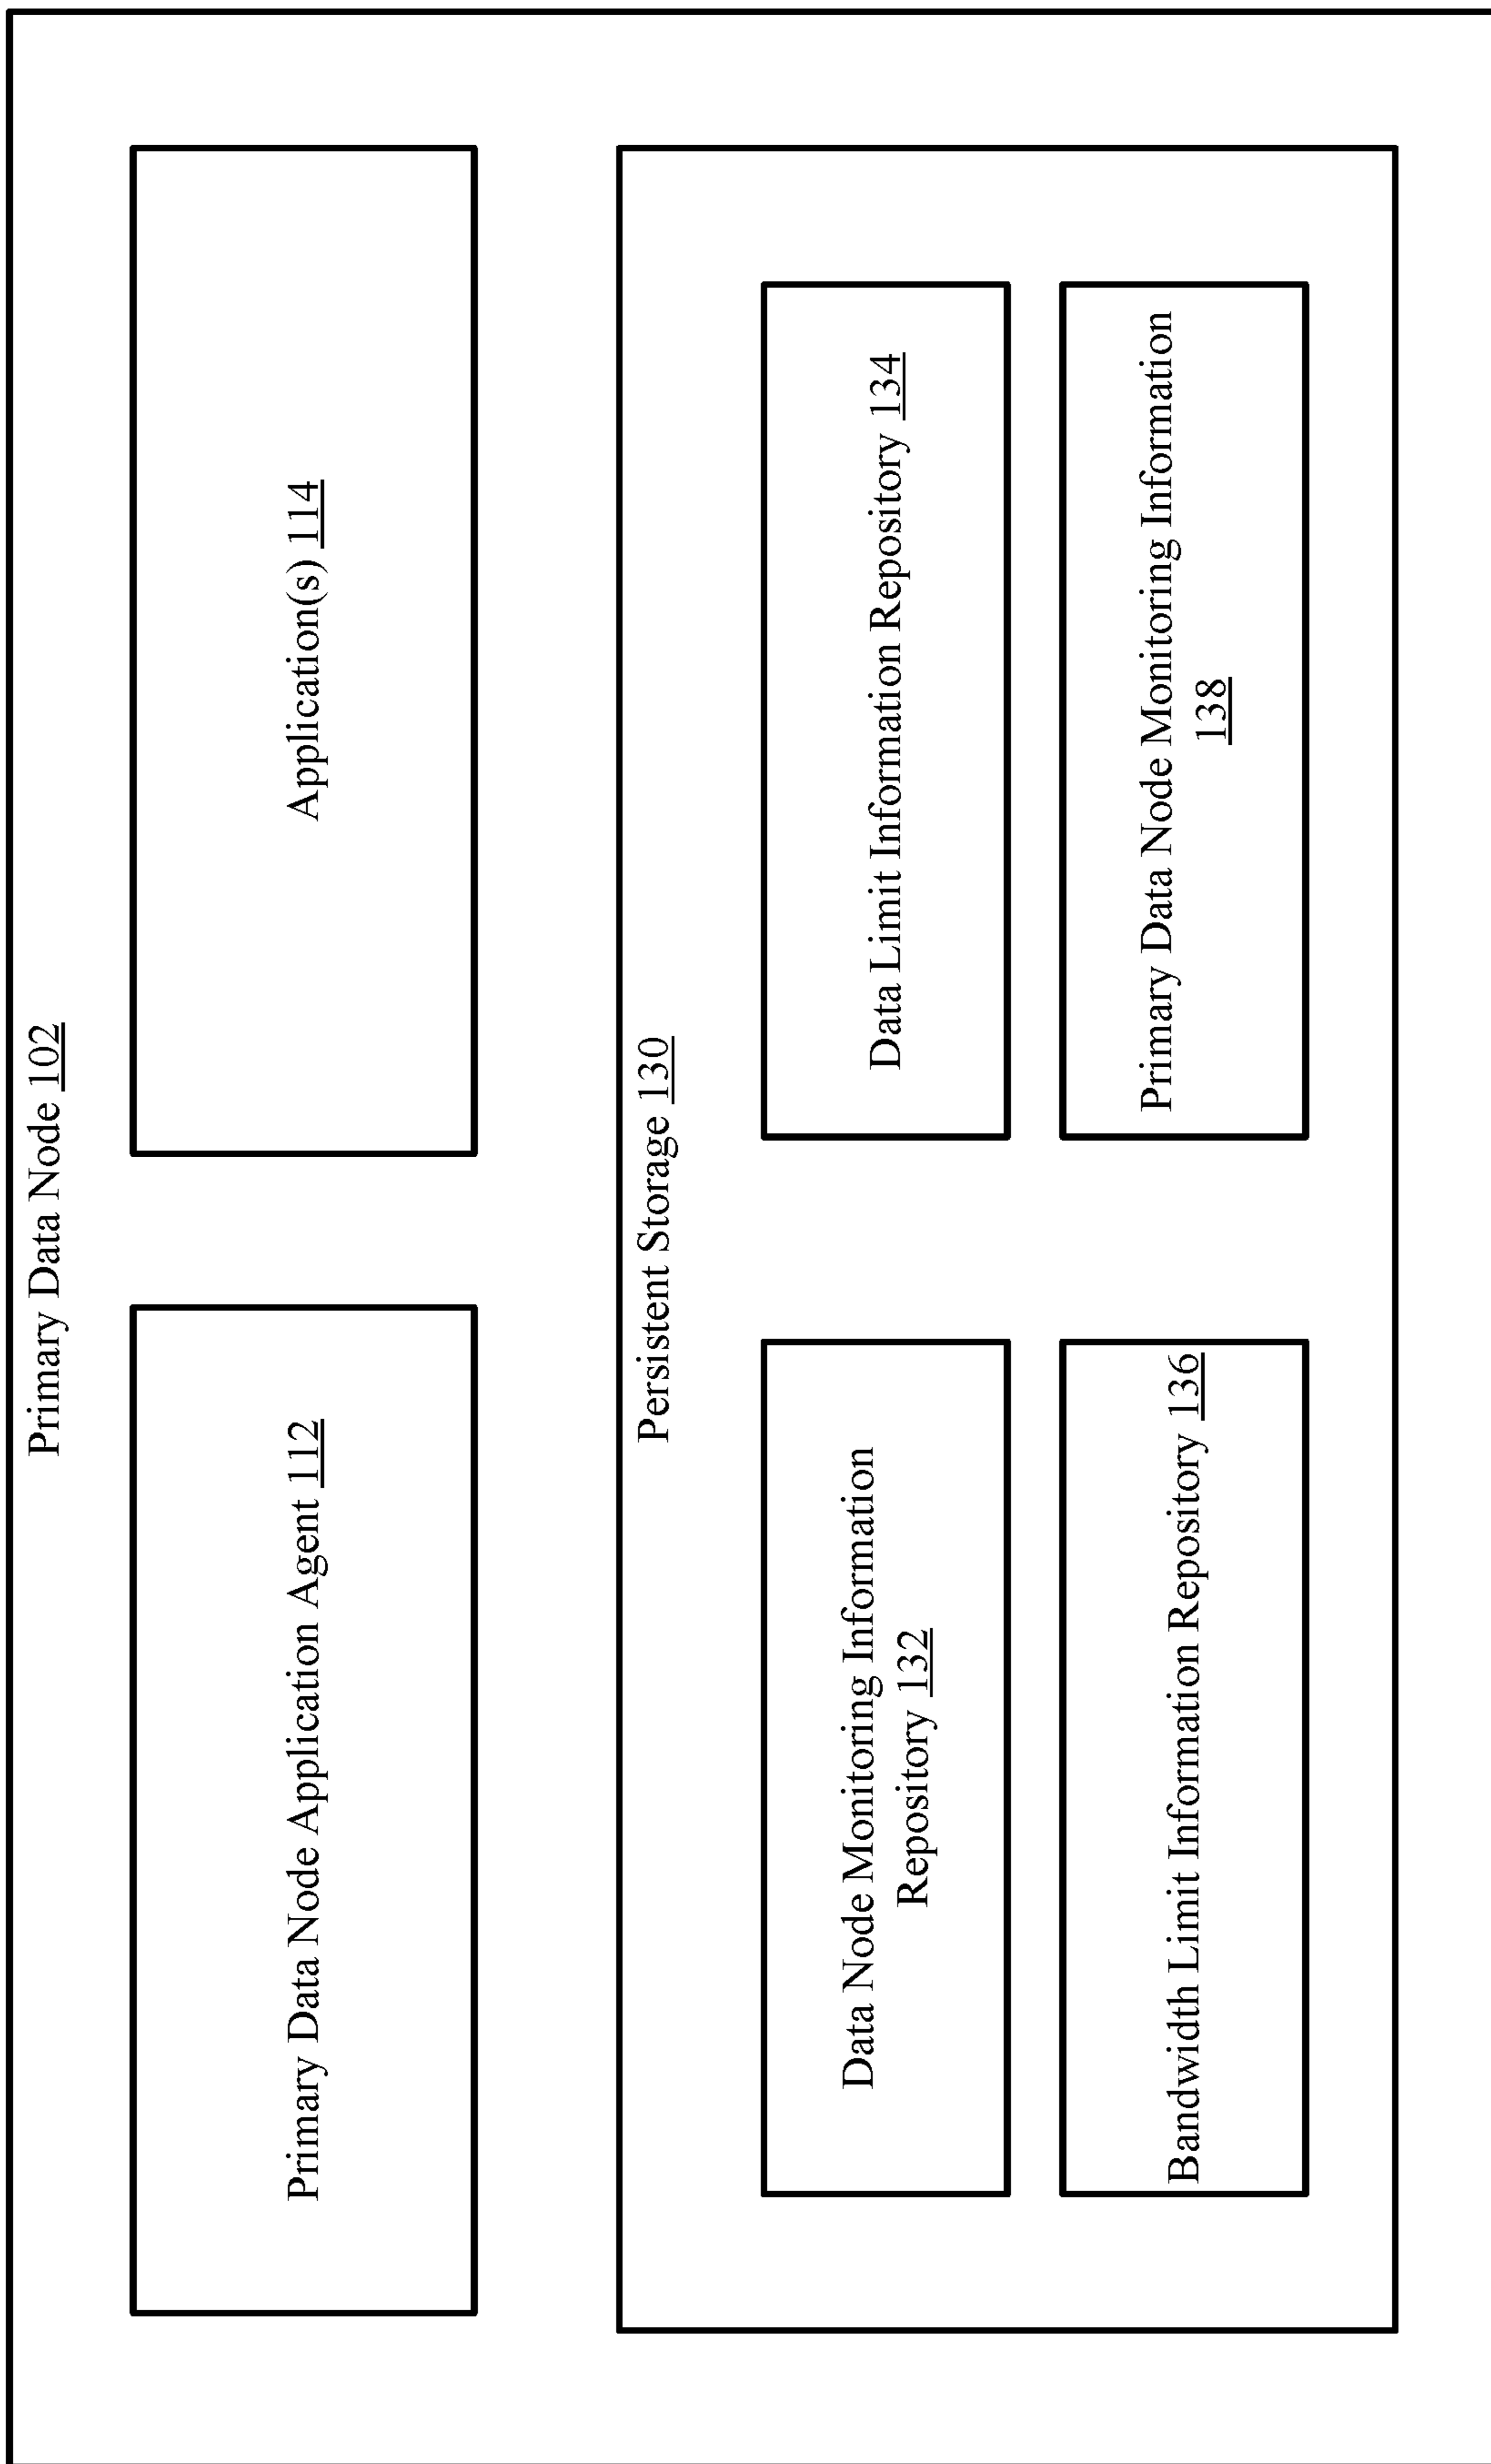 Primary Data Node 102
Primary Data Node Application Agent 112
Application(s) 114
Persistent Storage 130
Data Node Monitoring Information
Repository 132
Data Limit Information Repository 134
Bandwidth Limit Information Repository 136
Primary Data Node Monitoring Information
138